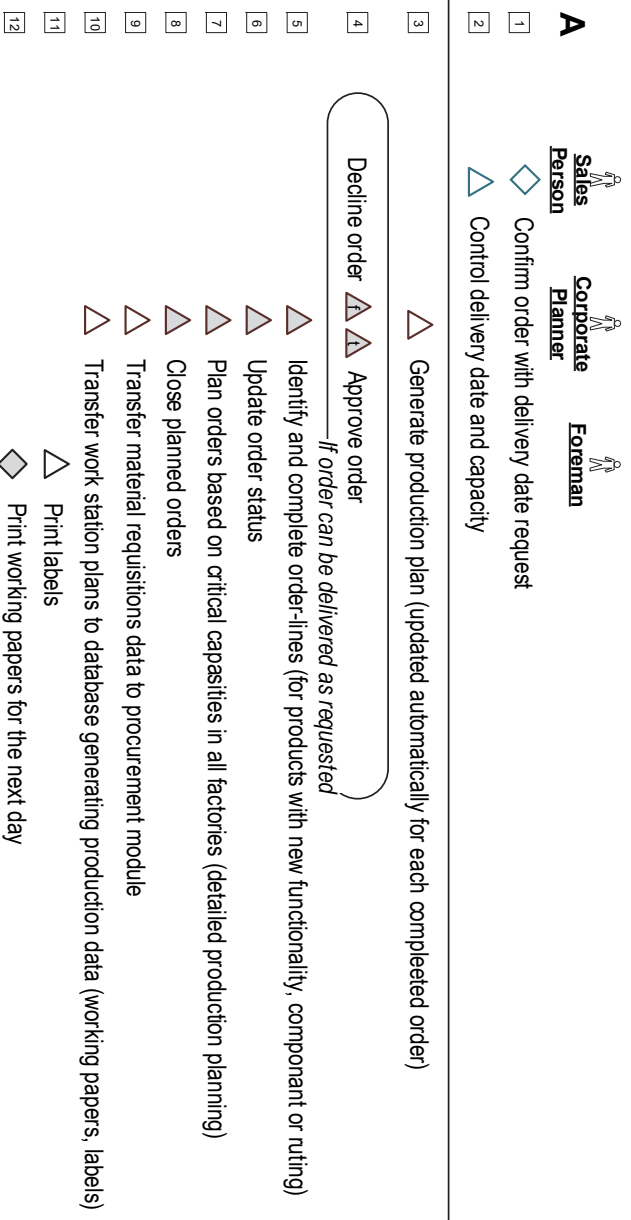 A
Sales
Person
Corporate
Planner
Foreman
1 Confirm order with delivery date request
2 Control delivery date and capacity
3 Generate production plan (updated automatically for each compleeted order)
4 Decline order f t Approve order
If order can be delivered as requested
5 Identify and complete order-lines (for products with new functionality, componant or ruting)
6 Update order status
7 Plan orders based on critical capasities in all factories (detailed production planning)
8 Close planned orders
9 Transfer material requisitions data to procurement module
10 Transfer work station plans to database generating production data (working papers, labels)
11 Print labels
12 Print working papers for the next day